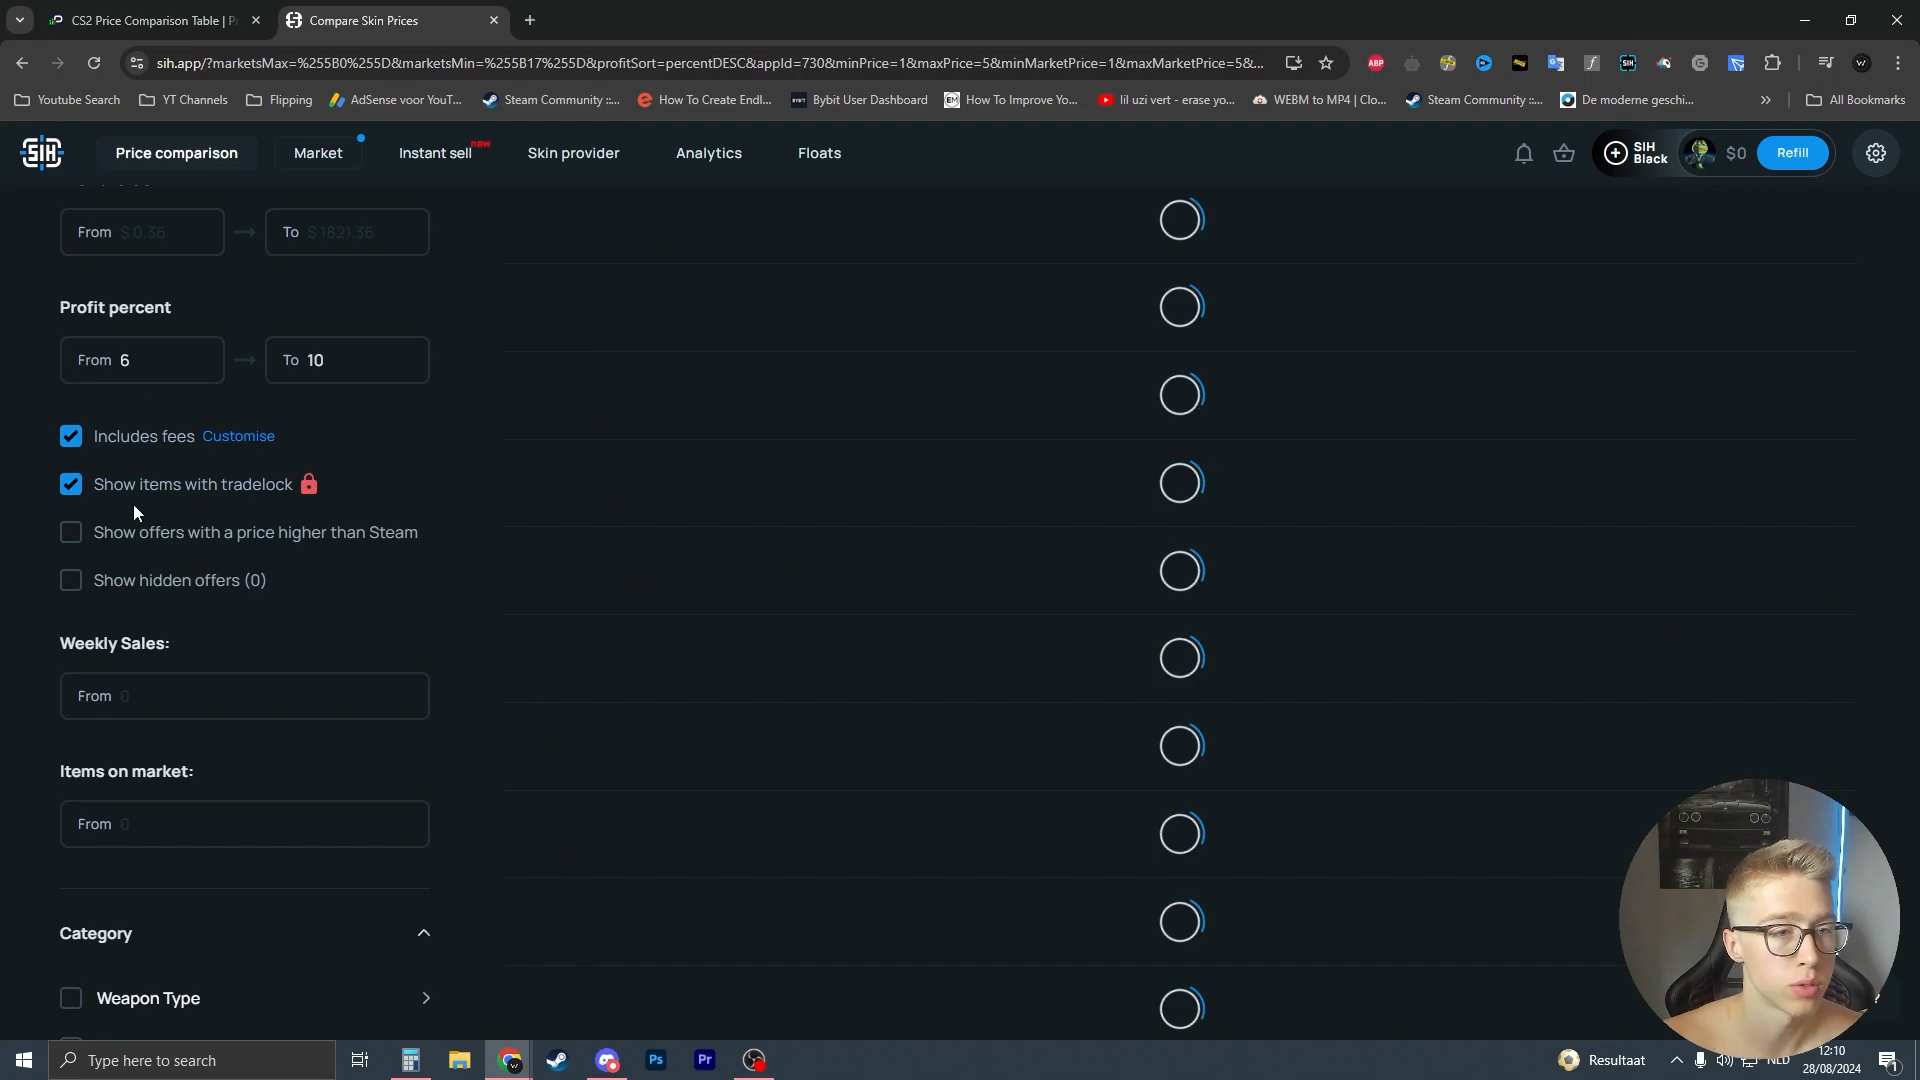 CS2 Price Comparison Table | P
Compare Skin Prices
sih.app/?marketsMax=%255B0%255D&marketsMin=%255B17%255D&profitSort=percentDESC&appId=730&minPrice=1&maxPrice=5&minMarketPrice=1&maxMarketPrice=5&...
Youtube Search
YT Channels
Flipping
AdSense voor YouT...
Steam Community ::...
How To Create Endl...
Bybit User Dashboard
How To Improve Yo...
lil uzi vert - erase yo...
WEBM to MP4 | Clo...
Steam Community ::...
De moderne geschi...
All Bookmarks
SIH Price comparison Market Instant sell new Skin provider Analytics Floats
SIH Black $0 Refill
From $ 0.36 To $ 1821.36
Profit percent
From 6 To 10
Includes fees Customise
Show items with tradelock
Show offers with a price higher than Steam
Show hidden offers (0)
Weekly Sales:
From 0
Items on market:
From 0
Category
Weapon Type
Type here to search
Ps
Pr
Resultaat
NLD
12:10
28/08/2024
1